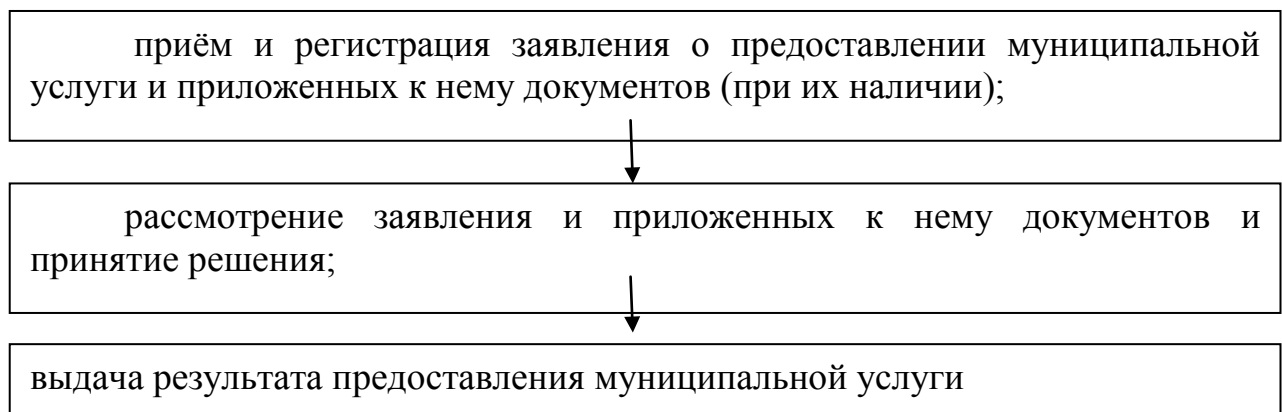 приём и регистрация заявления о предоставлении муниципальной
услуги и приложенных к нему документов (при их наличии);
рассмотрение заявления и приложенных к нему документов и
принятие решения;
выдача результата предоставления муниципальной услуги